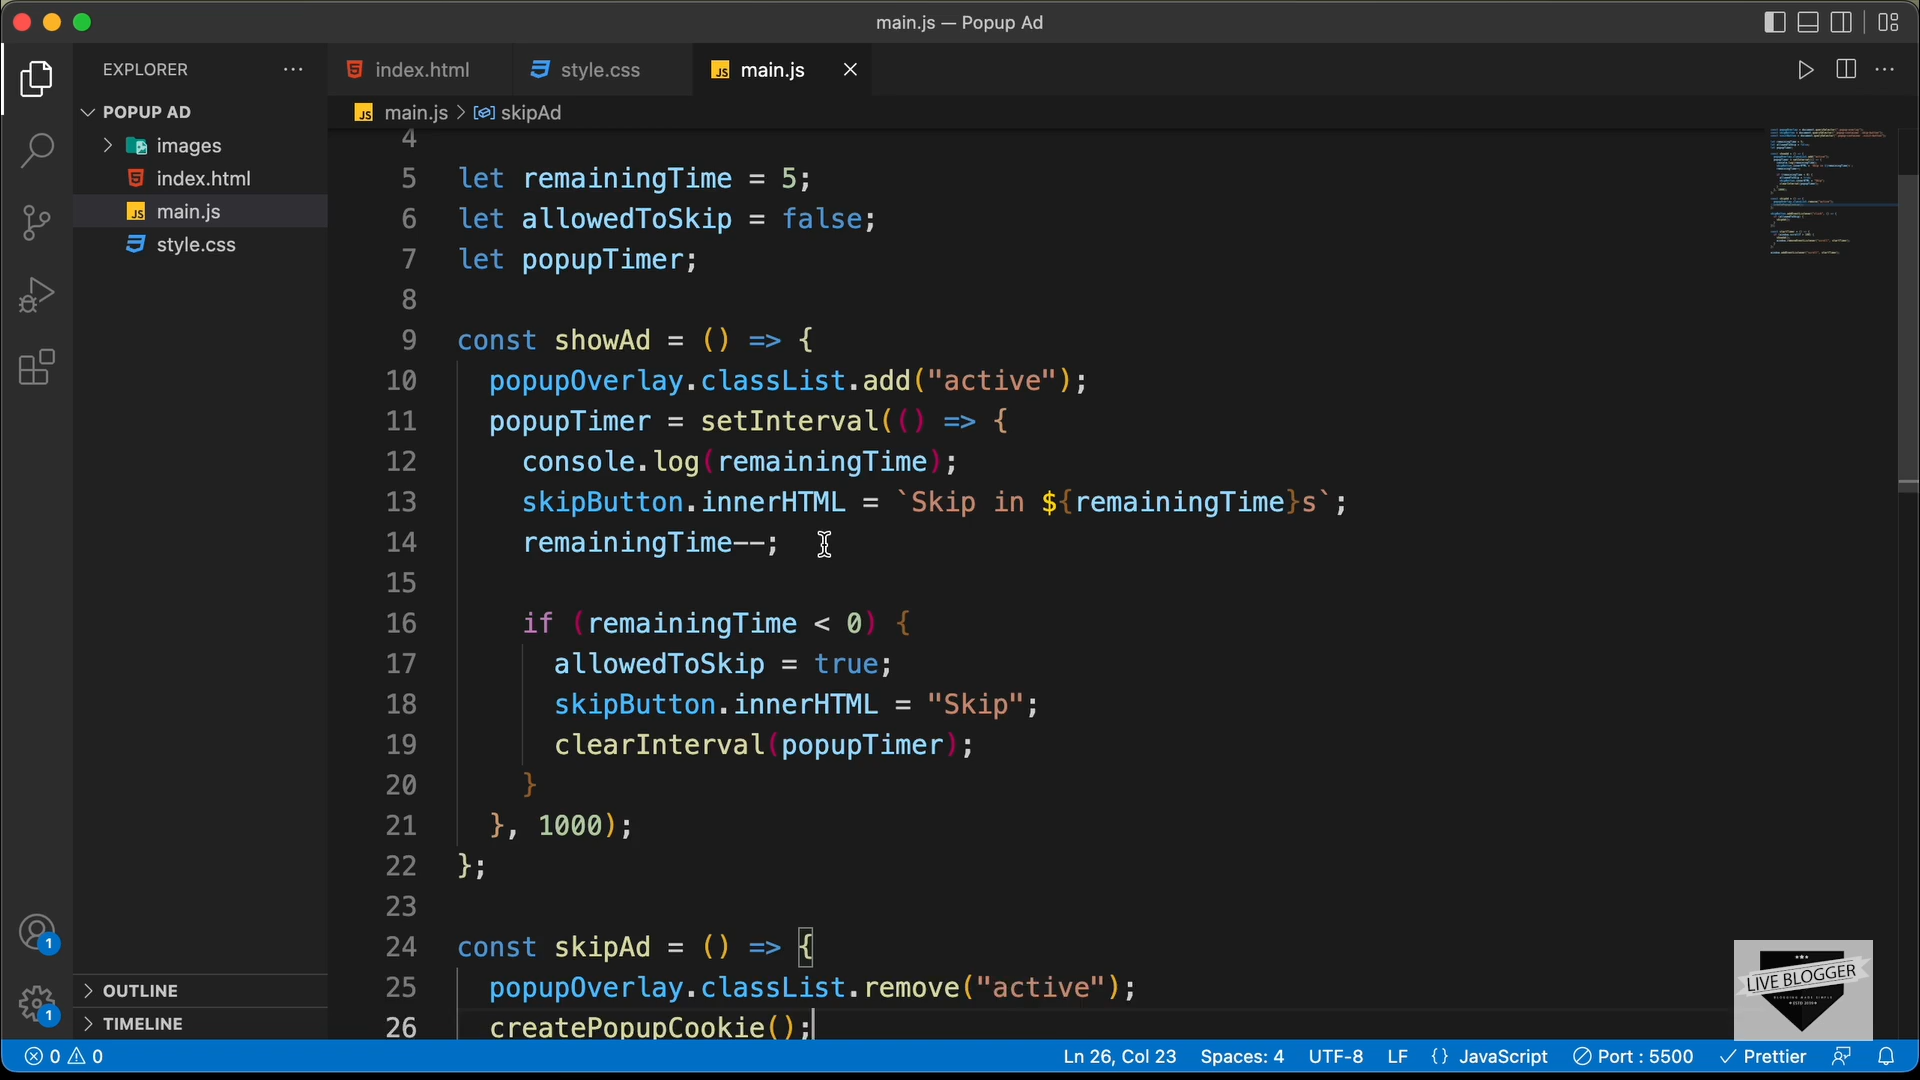 main.js — Popup Ad
EXPLORER
index.html
style.css
main.js
POPUP AD
main.js > skipAd
images
index.html
main.js
style.css
4
5 let remainingTime = 5;
6 let allowedToSkip = false;
7 let popupTimer;
8
9 const showAd = () => {
10 popupOverlay.classList.add("active");
11 popupTimer = setInterval(() => {
12 console.log(remainingTime);
13 skipButton.innerHTML = `Skip in ${remainingTime}s`;
14 remainingTime--;
15
16 if (remainingTime < 0) {
17 allowedToSkip = true;
18 skipButton.innerHTML = "Skip";
19 clearInterval(popupTimer);
20 }
21 }, 1000);
22 };
23
24 const skipAd = () => {
25 popupOverlay.classList.remove("active");
26 createPopupCookie();
1
1
OUTLINE
TIMELINE
LIVE BLOGGER
0 0
Ln 26, Col 23
Spaces: 4
UTF-8
LF
{} JavaScript
Port : 5500
Prettier